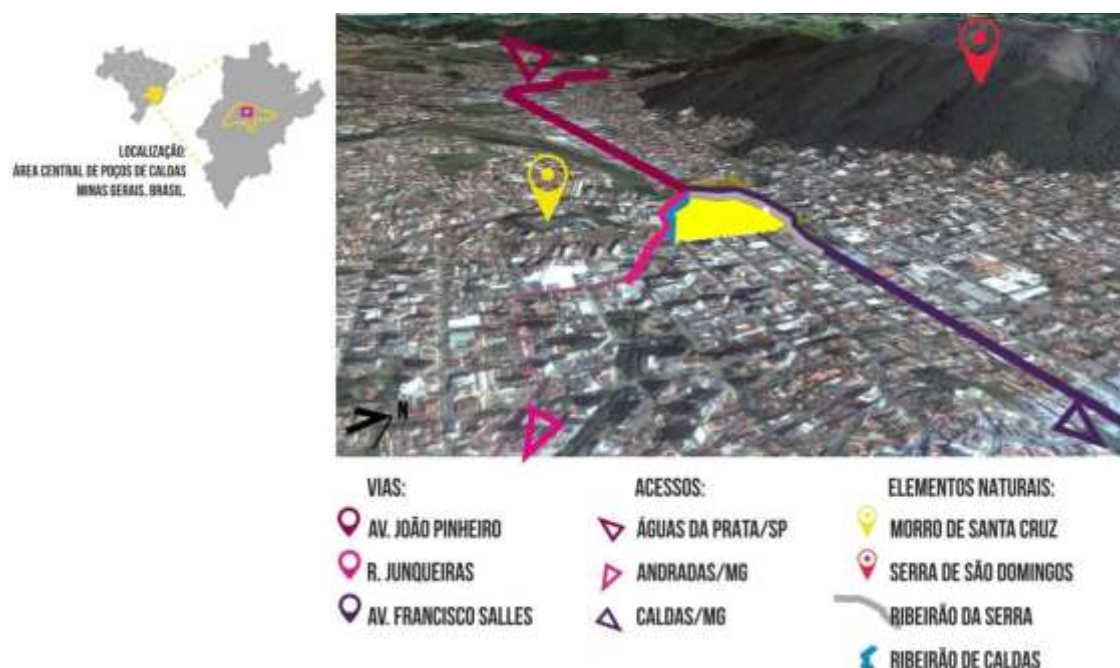 LOCALIZAÇÃO:
ÁREA CENTRAL DE POÇOS DE CALDAS
MINAS GERAIS. BRASIL.
N
VIAS:
AV. JOÃO PINHEIRO
R. JUNQUEIRAS
AV. FRANCISCO SALLES
ACESSOS:
ÁGUAS DA PRATA/SP
ANDRADAS/MG
CALDAS/MG
ELEMENTOS NATURAIS:
MORRO DE SANTA CRUZ
SERRA DE SÃO DOMINGOS
RIBEIRÃO DA SERRA
RIBEIRÃO DE CALDAS